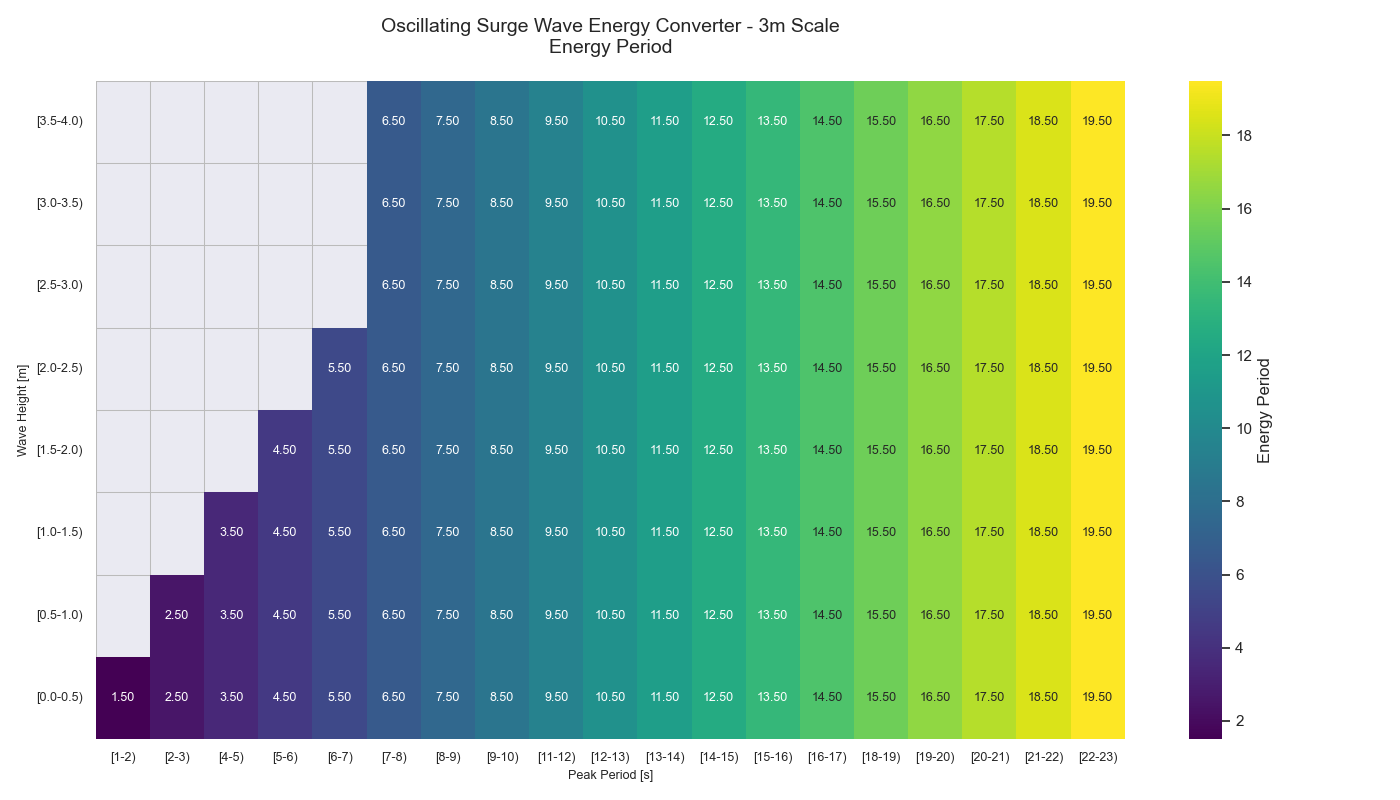 Oscillating Surge Wave Energy Converter - 3m Scale
Energy Period
[3.5-4.0) 6.50 7.50 8.50 9.50 10.50 11.50 12.50 13.50 14.50 15.50 16.50 17.50 18.50 19.50
[3.0-3.5) 6.50 7.50 8.50 9.50 10.50 11.50 12.50 13.50 14.50 15.50 16.50 17.50 18.50 19.50
[2.5-3.0) 6.50 7.50 8.50 9.50 10.50 11.50 12.50 13.50 14.50 15.50 16.50 17.50 18.50 19.50
[2.0-2.5) 5.50 6.50 7.50 8.50 9.50 10.50 11.50 12.50 13.50 14.50 15.50 16.50 17.50 18.50 19.50
[1.5-2.0) 4.50 5.50 6.50 7.50 8.50 9.50 10.50 11.50 12.50 13.50 14.50 15.50 16.50 17.50 18.50 19.50
[1.0-1.5) 3.50 4.50 5.50 6.50 7.50 8.50 9.50 10.50 11.50 12.50 13.50 14.50 15.50 16.50 17.50 18.50 19.50
[0.5-1.0) 2.50 3.50 4.50 5.50 6.50 7.50 8.50 9.50 10.50 11.50 12.50 13.50 14.50 15.50 16.50 17.50 18.50 19.50
[0.0-0.5) 1.50 2.50 3.50 4.50 5.50 6.50 7.50 8.50 9.50 10.50 11.50 12.50 13.50 14.50 15.50 16.50 17.50 18.50 19.50
[1-2) [2-3) [4-5) [5-6) [6-7) [7-8) [8-9) [9-10) [11-12) [12-13) [13-14) [14-15) [15-16) [16-17) [18-19) [19-20) [20-21) [21-22) [22-23)
Peak Period [s]
Wave Height [m]
18
16
14
12
10
8
6
4
2
Energy Period